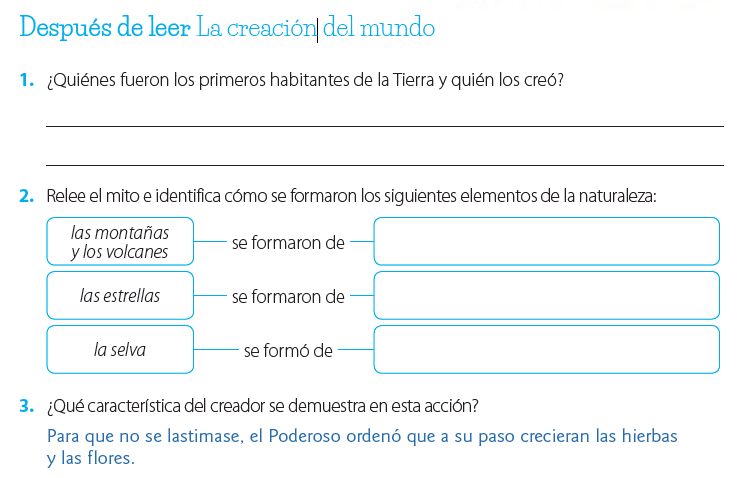 Después de leer La creación del mundo
1. ¿Quiénes fueron los primeros habitantes de la Tierra y quién los creó?
2. Relee el mito e identifica cómo se formaron los siguientes elementos de la naturaleza:
las montañas
y los volcanes
se formaron de
las estrellas
se formaron de
la selva
se formó de
3. ¿Qué característica del creador se demuestra en esta acción?
Para que no se lastimase, el Poderoso ordenó que a su paso crecieran las hierbas
y las flores.